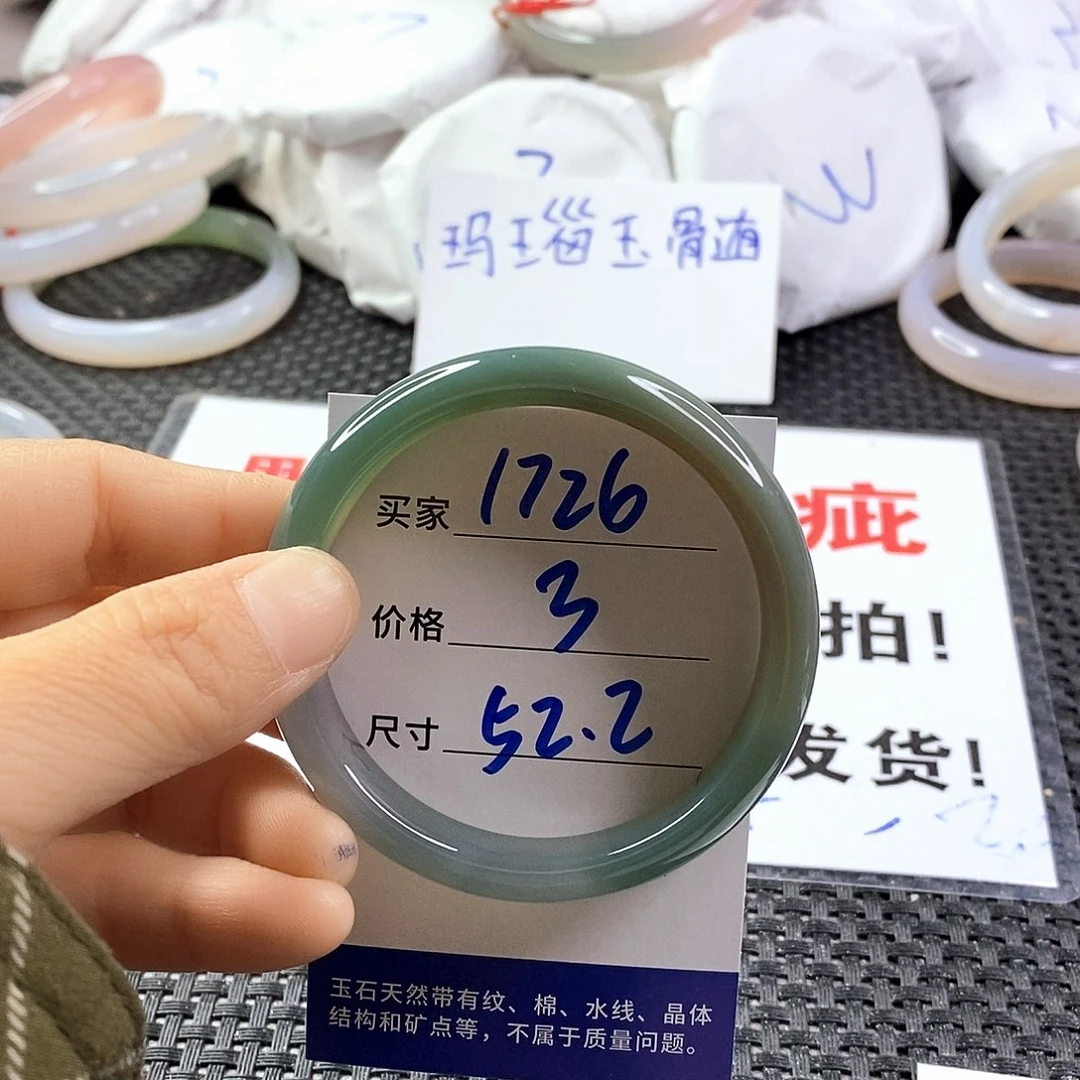 玛瑙玉骨髓
买家 1726
价格 3
尺寸 52.2
疵
拍!
发货!
玉石天然带有纹、棉、水线、晶体
结构和矿点等，不属于质量问题。